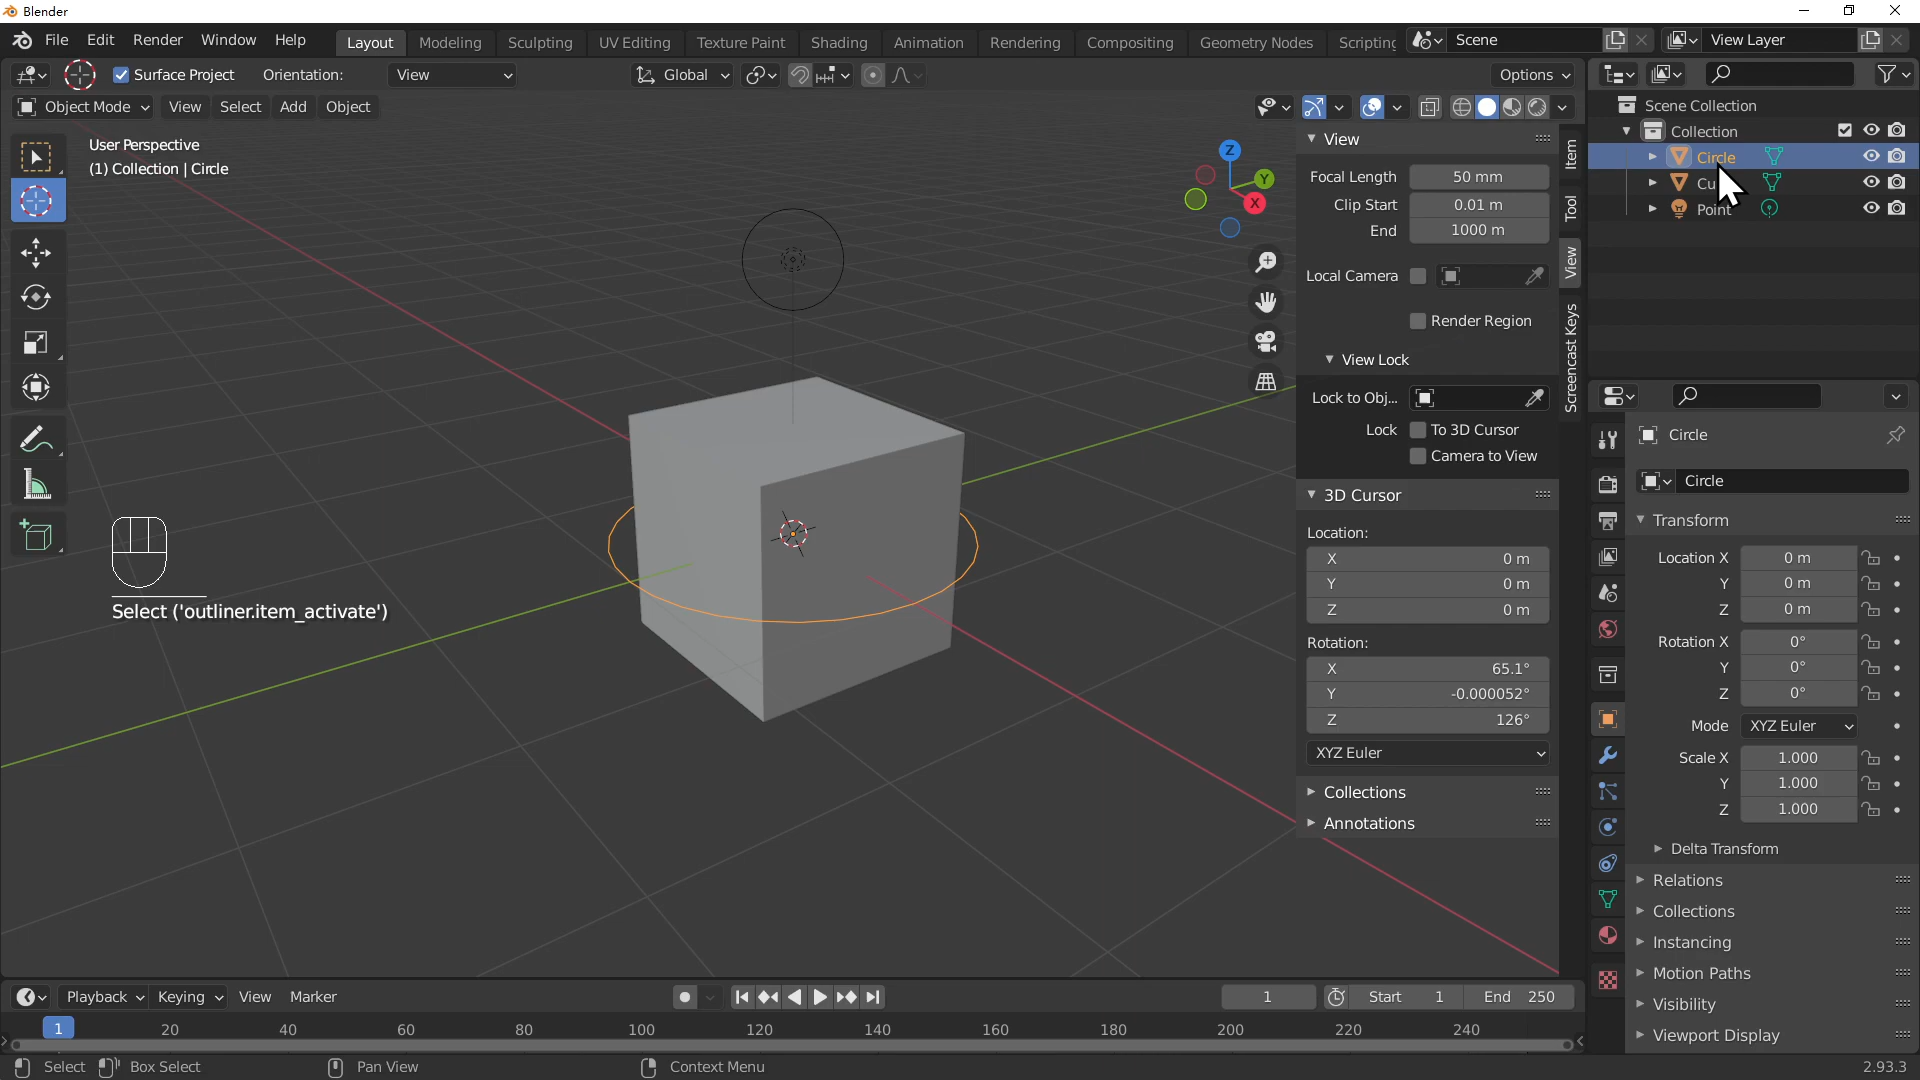 Blender
File Edit Render Window Help Layout Modeling Sculpting UV Editing Texture Paint Shading Animation Rendering Compositing Geometry Nodes Scripting Scene View Layer
Surface Project Orientation: View Global Options
Object Mode View Select Add Object
User Perspective
(1) Collection | Circle
Z
Y
X
View
Focal Length 50 mm
Clip Start 0.01 m
End 1000 m
Local Camera
Render Region
View Lock
Lock to Obj...
Lock To 3D Cursor
Camera to View
3D Cursor
Location:
X 0 m
Y 0 m
Z 0 m
Rotation:
X 65.1°
Y -0.000052°
Z 126°
XYZ Euler
Collections
Annotations
Item
Tool
View
Screencast Keys
Scene Collection
Collection
Circle
Cu
Point
Circle
Circle
Transform
Location X 0 m
Y 0 m
Z 0 m
Rotation X 0°
Y 0°
Z 0°
Mode XYZ Euler
Scale X 1.000
Y 1.000
Z 1.000
Delta Transform
Relations
Collections
Instancing
Motion Paths
Visibility
Viewport Display
Select ('outliner.item_activate')
Playback Keying View Marker 1 Start 1 End 250
1 20 40 60 80 100 120 140 160 180 200 220 240
Select Box Select Pan View Context Menu 2.93.3